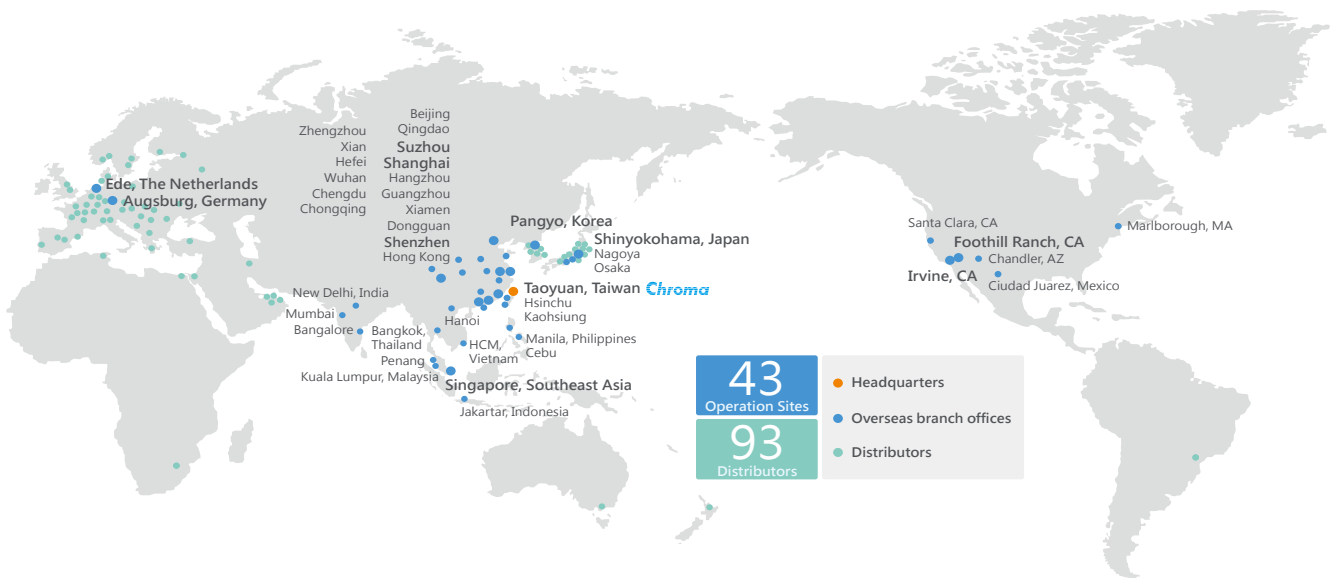 Zhengzhou
Xian
Hefei
Wuhan
Chengdu
Chongqing
Beijing
Qingdao
Suzhou
Shanghai
Hangzhou
Guangzhou
Xiamen
Dongguan
Shenzhen
Hong Kong
Ede, The Netherlands
Augsburg, Germany
Pangyo, Korea
Shinyokohama, Japan
Nagoya
Osaka
Taoyuan, Taiwan Chroma
Hsinchu
Kaohsiung
New Delhi, India
Mumbai
Bangalore
Hanoi
Bangkok,
Thailand
HCM,
Vietnam
Manila, Philippines
Cebu
Penang
Kuala Lumpur, Malaysia
Singapore, Southeast Asia
Jakartar, Indonesia
Santa Clara, CA
Foothill Ranch, CA
Chandler, AZ
Irvine, CA
Ciudad Juarez, Mexico
Marlborough, MA
43
Operation Sites
93
Distributors
Headquarters
Overseas branch offices
Distributors